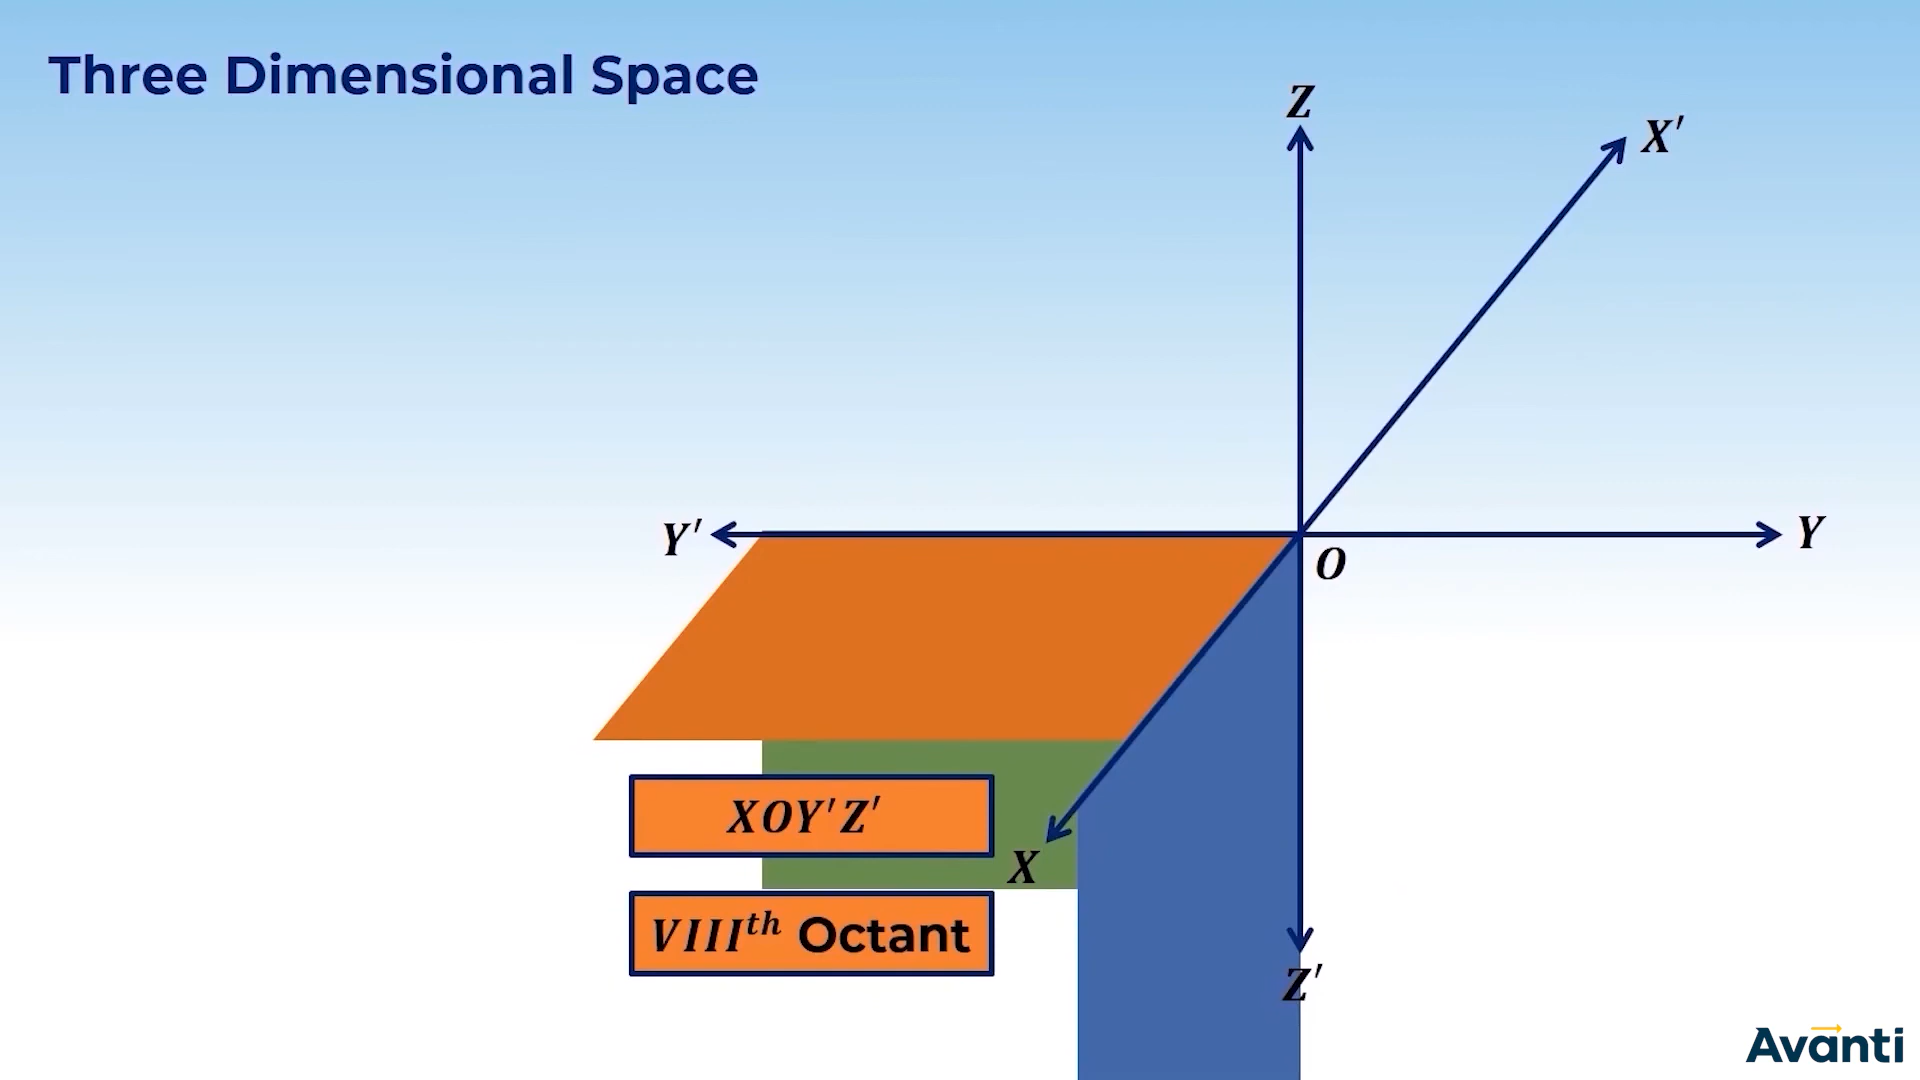 Three Dimensional Space
Z
X′
Y′
Y
O
XOY′Z′
X
VIIIth Octant
Z′
Avanti